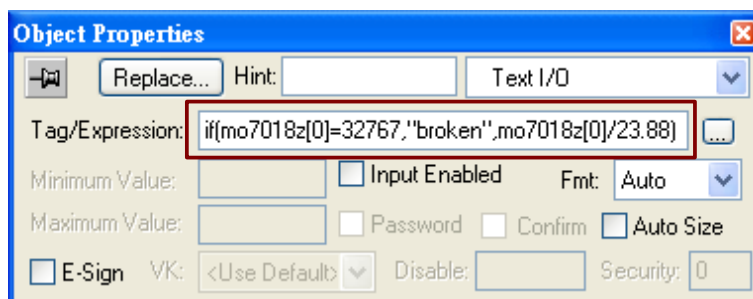 Object Properties
Replace... Hint: Text I/O
Tag/Expression: if(mo7018z[0]=32767,"broken",mo7018z[0]/23.88) ...
Minimum Value: Input Enabled Fmt: Auto
Maximum Value: Password Confirm Auto Size
E-Sign VK: <Use Default> Disable: Security: 0